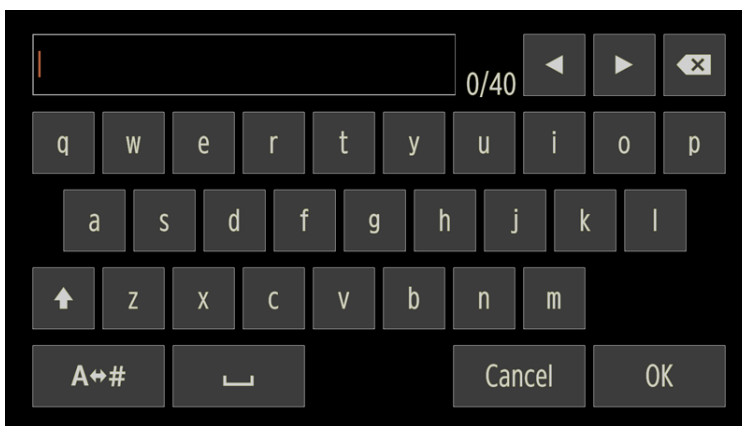 0/40
q w e r t y u i o p
a s d f g h j k l
z x c v b n m
A⇔# Cancel OK